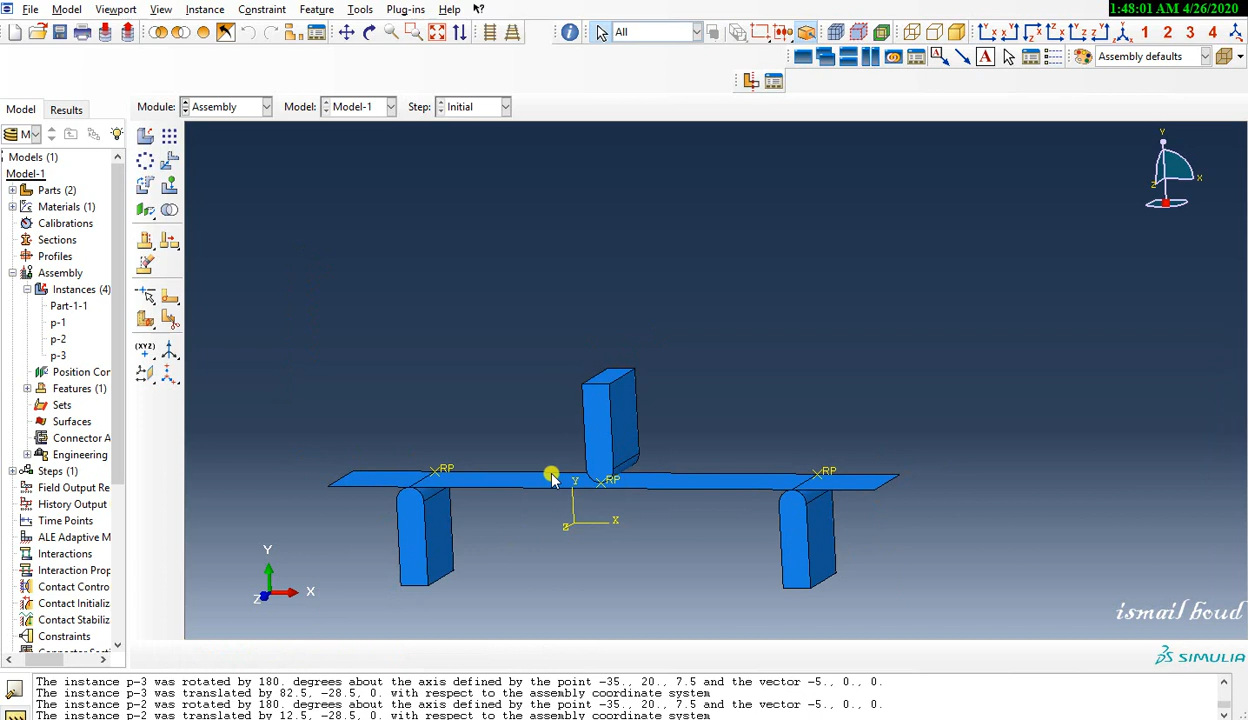 File Model Viewport View Instance Constraint Feature Tools Plug-ins Help
1:48:01 AM 4/26/2020
All
1 2 3 4
Assembly defaults
Model Results
Module: Assembly Model: Model-1 Step: Initial
M
Models (1)
Model-1
Parts (2)
Materials (1)
Calibrations
Sections
Profiles
Assembly
Instances (4)
Part-1-1
p-1
p-2
p-3
Position Cor
Features (1)
Sets
Surfaces
Connector A
Engineering
Steps (1)
Field Output Re
History Output
Time Points
ALE Adaptive M
Interactions
Interaction Prop
Contact Contro
Contact Initializ
Contact Stabiliz
Constraints
(XYZ)
Y
Z X
RP
RP
RP
Y
Z X
Y
Z X
ismail boud
SIMULIA
The instance p-3 was rotated by 180. degrees about the axis defined by the point -35., 20., 7.5 and the vector -5., 0., 0.
The instance p-3 was translated by 82.5, -28.5, 0. with respect to the assembly coordinate system
The instance p-2 was rotated by 180. degrees about the axis defined by the point -35., 20., 7.5 and the vector -5., 0., 0.
The instance p-2 was translated by 12.5, -28.5, 0. with respect to the assembly coordinate system